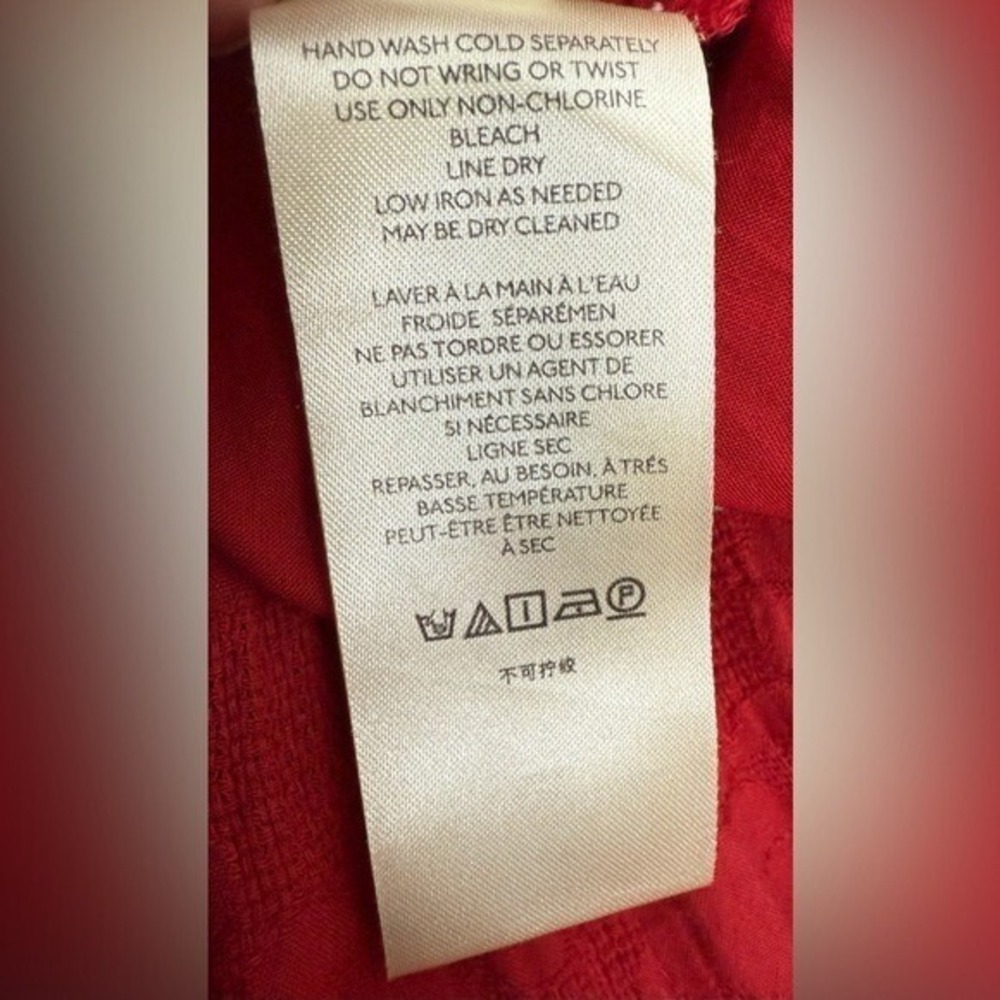 HAND WASH COLD SEPARATELY
DO NOT WRING OR TWIST
USE ONLY NON-CHLORINE
BLEACH
LINE DRY
LOW IRON AS NEEDED
MAY BE DRY CLEANED
LAVER À LA MAIN À L'EAU
FROIDE SÉPARÉMEN
NE PAS TORDRE OU ESSORER
UTILISER UN AGENT DE
BLANCHIMENT SANS CHLORE
SI NÉCESSAIRE
LIGNE SEC
REPASSER, AU BESOIN, À TRÉS
BASSE TEMPÉRATURE
PEUT-ÊTRE ÊTRE NETTOYÉE
À SEC
P
不可拧绞